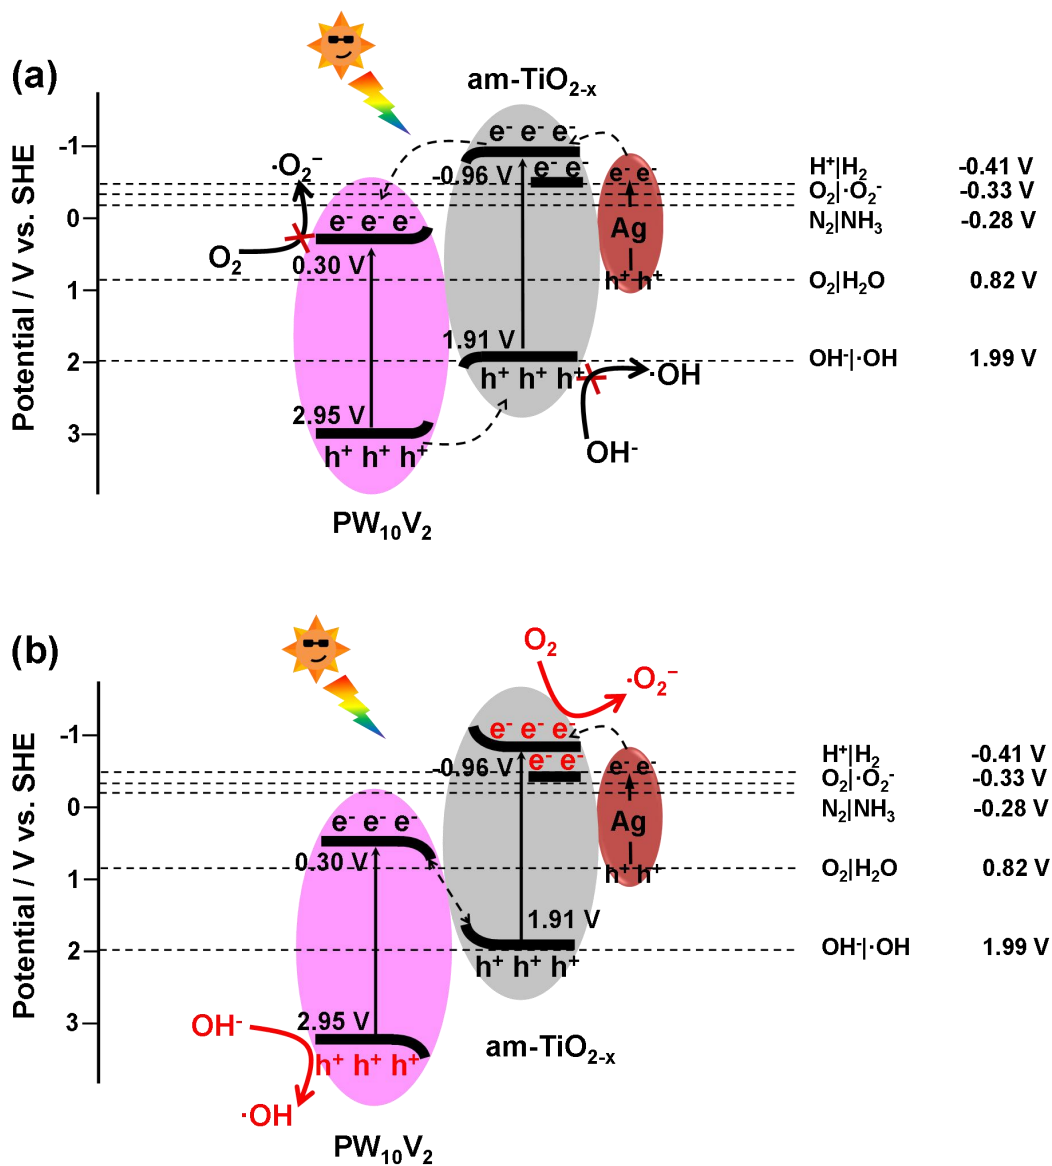 (a)
am-TiO₂₋ₓ
e⁻ e⁻ e⁻
-1
-0.96 V
e⁻ e⁻
e⁻ e⁻
H⁺|H₂ -0.41 V
·O₂⁻
O₂|·O₂⁻ -0.33 V
0
e⁻ e⁻ e⁻
Ag
N₂|NH₃ -0.28 V
O₂
0.30 V
h⁺ h⁺
O₂|H₂O 0.82 V
1
1.91 V
2
h⁺ h⁺ h⁺
·OH
OH⁻|·OH 1.99 V
2.95 V
3
h⁺ h⁺ h⁺
OH⁻
PW₁₀V₂
Potential / V vs. SHE
(b)
O₂
·O₂⁻
-1
e⁻ e⁻ e⁻
-0.96 V
e⁻ e⁻
e⁻ e⁻
H⁺|H₂ -0.41 V
O₂|·O₂⁻ -0.33 V
0
e⁻ e⁻ e⁻
Ag
N₂|NH₃ -0.28 V
0.30 V
h⁺ h⁺
O₂|H₂O 0.82 V
1
1.91 V
2
h⁺ h⁺ h⁺
OH⁻|·OH 1.99 V
OH⁻
2.95 V
3
am-TiO₂₋ₓ
h⁺ h⁺ h⁺
·OH
PW₁₀V₂
Potential / V vs. SHE